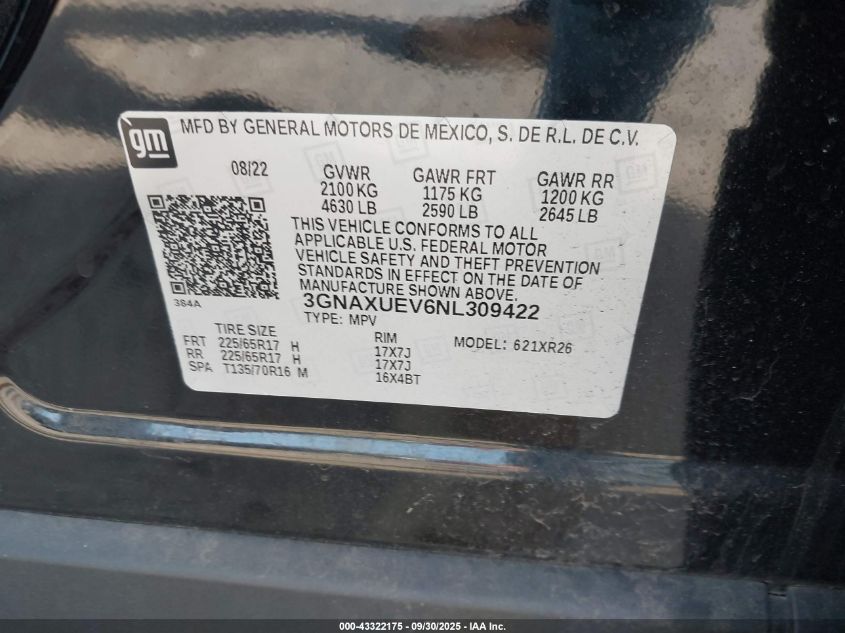 gm
MFD BY GENERAL MOTORS DE MEXICO, S. DE R.L. DE C.V.
08/22 GVWR GAWR FRT GAWR RR
2100 KG 1175 KG 1200 KG
4630 LB 2590 LB 2645 LB
THIS VEHICLE CONFORMS TO ALL
APPLICABLE U.S. FEDERAL MOTOR
VEHICLE SAFETY AND THEFT PREVENTION
STANDARDS IN EFFECT ON THE DATE OF
MANUFACTURE SHOWN ABOVE.
384A
3GNAXUEV6NL309422
TYPE: MPV
TIRE SIZE RIM MODEL: 621XR26
FRT 225/65R17 H 17X7J
RR 225/65R17 H 17X7J
SPA T135/70R16 M 16X4BT
000-43322175 - 09/30/2025 - IAA Inc.